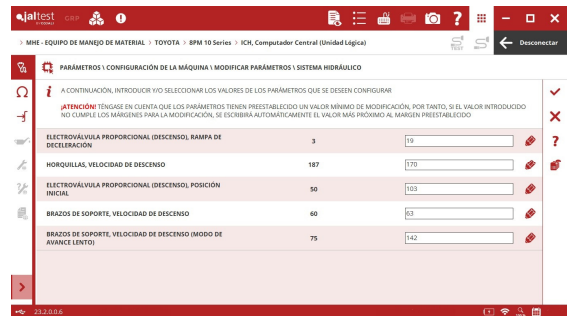 jaltest GRP
by COJALI
> MHE - EQUIPO DE MANEJO DE MATERIAL > TOYOTA > 8PM 10 Series > ICH, Computador Central (Unidad Lógica)
TEST
Desconectar
PARÁMETROS \ CONFIGURACIÓN DE LA MÁQUINA \ MODIFICAR PARÁMETROS \ SISTEMA HIDRÁULICO
A CONTINUACIÓN, INTRODUCIR Y/O SELECCIONAR LOS VALORES DE LOS PARÁMETROS QUE SE DESEEN CONFIGURAR
¡ATENCIÓN! TÉNGASE EN CUENTA QUE LOS PARÁMETROS TIENEN PREESTABLECIDO UN VALOR MÍNIMO DE MODIFICACIÓN, POR TANTO, SI EL VALOR INTRODUCIDO
NO CUMPLE LOS MÁRGENES PARA LA MODIFICACIÓN, SE ESCRIBIRÁ AUTOMÁTICAMENTE EL VALOR MÁS PRÓXIMO AL MARGEN PREESTABLECIDO
ELECTROVÁLVULA PROPORCIONAL (DESCENSO), RAMPA DE
DECELERACIÓN
3
19
HORQUILLAS, VELOCIDAD DE DESCENSO
187
170
ELECTROVÁLVULA PROPORCIONAL (DESCENSO), POSICIÓN
INICIAL
50
103
BRAZOS DE SOPORTE, VELOCIDAD DE DESCENSO
60
63
BRAZOS DE SOPORTE, VELOCIDAD DE DESCENSO (MODO DE
AVANCE LENTO)
75
142
23.2.0.0.6